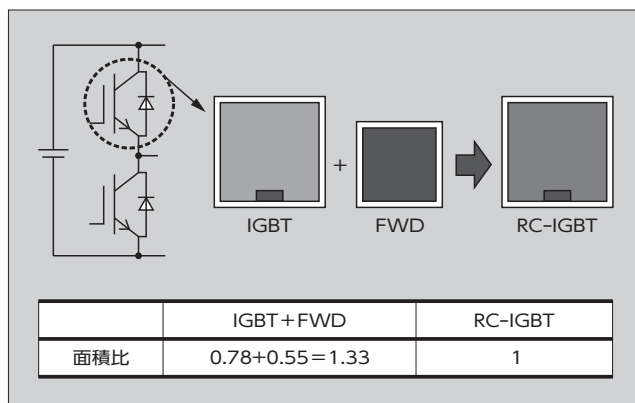 +
IGBT
FWD
RC-IGBT
IGBT+FWD
RC-IGBT
面積比
0.78+0.55=1.33
1